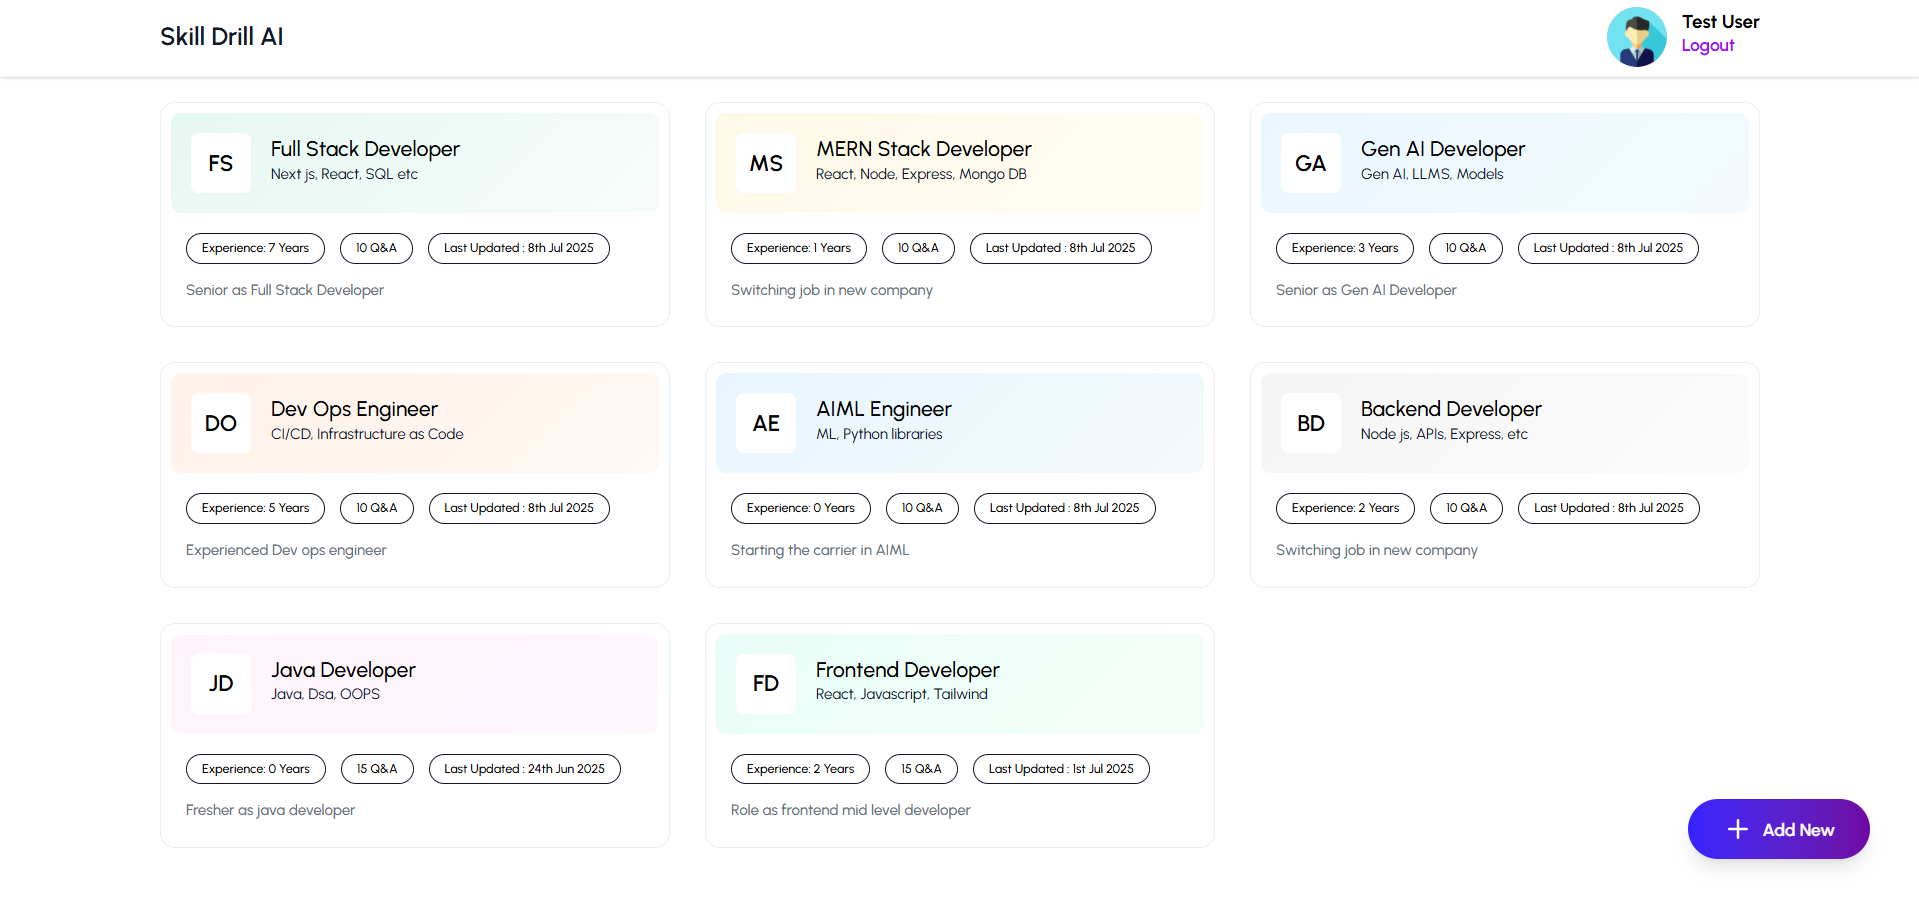 Skill Drill AI
Test User
Logout
FS
Full Stack Developer
Next js, React, SQL etc
Experience: 7 Years
10 Q&A
Last Updated : 8th Jul 2025
Senior as Full Stack Developer
MS
MERN Stack Developer
React, Node, Express, Mongo DB
Experience: 1 Years
10 Q&A
Last Updated : 8th Jul 2025
Switching job in new company
GA
Gen AI Developer
Gen AI, LLMS, Models
Experience: 3 Years
10 Q&A
Last Updated : 8th Jul 2025
Senior as Gen AI Developer
DO
Dev Ops Engineer
CI/CD, Infrastructure as Code
Experience: 5 Years
10 Q&A
Last Updated : 8th Jul 2025
Experienced Dev ops engineer
AE
AIML Engineer
ML, Python libraries
Experience: 0 Years
10 Q&A
Last Updated : 8th Jul 2025
Starting the carrier in AIML
BD
Backend Developer
Node js, APIs, Express, etc
Experience: 2 Years
10 Q&A
Last Updated : 8th Jul 2025
Switching job in new company
JD
Java Developer
Java, Dsa, OOPS
Experience: 0 Years
15 Q&A
Last Updated : 24th Jun 2025
Fresher as java developer
FD
Frontend Developer
React, Javascript, Tailwind
Experience: 2 Years
15 Q&A
Last Updated : 1st Jul 2025
Role as frontend mid level developer
Add New